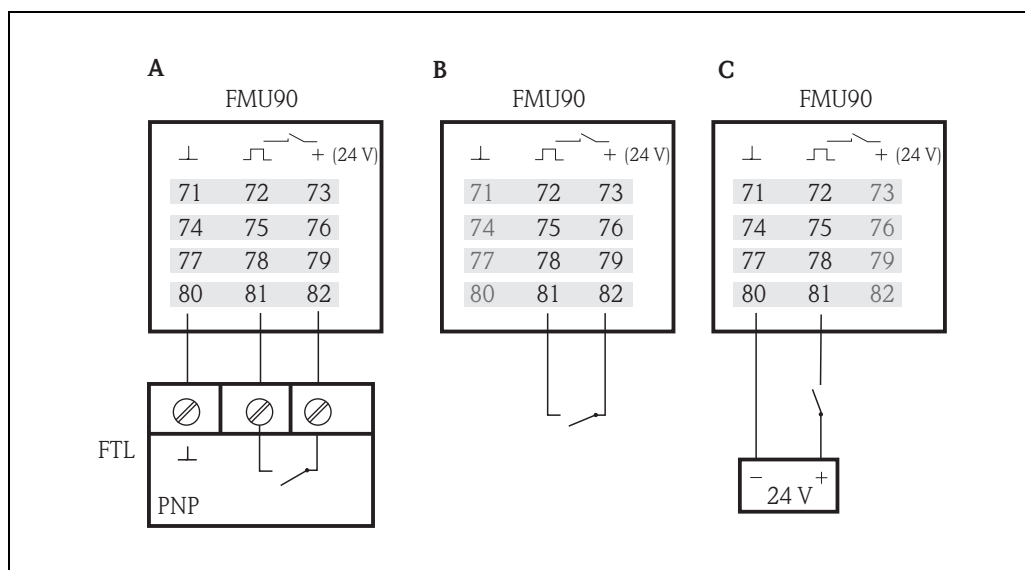 A
B
C
FMU90
FMU90
FMU90
+ (24 V)
+ (24 V)
+ (24 V)
71 72 73
74 75 76
77 78 79
80 81 82
71 72 73
74 75 76
77 78 79
80 81 82
71 72 73
74 75 76
77 78 79
80 81 82
FTL
PNP
- +
24 V